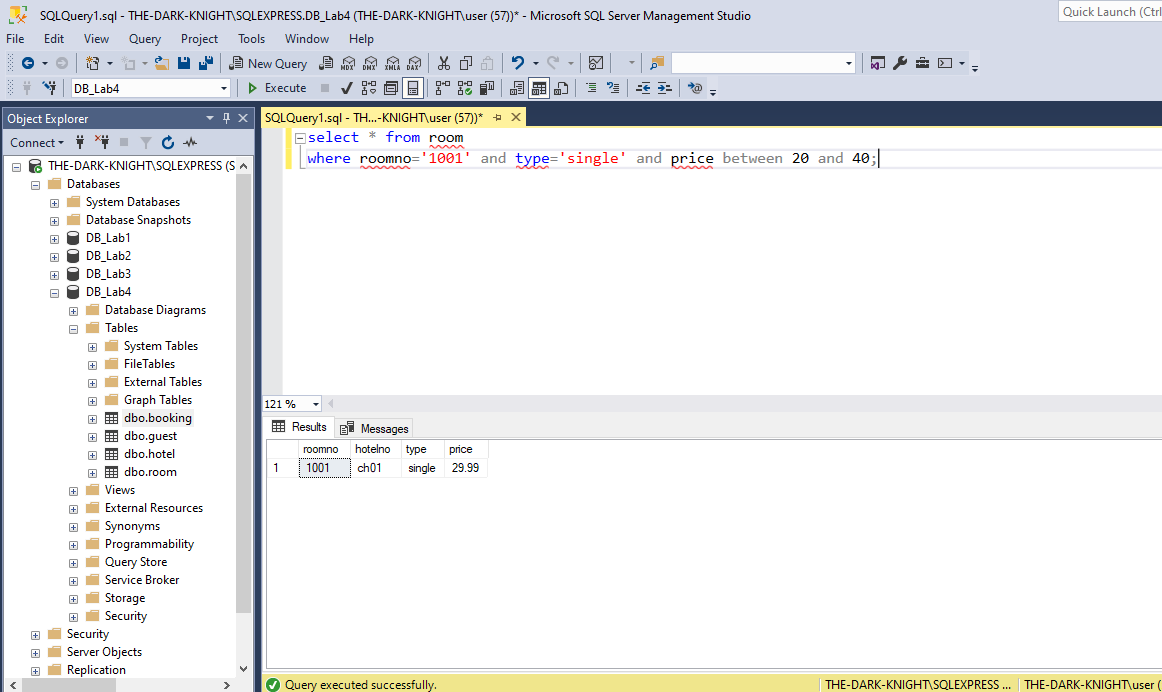 SQLQuery1.sql - THE-DARK-KNIGHT\SQLEXPRESS.DB_Lab4 (THE-DARK-KNIGHT\user (57))* - Microsoft SQL Server Management Studio
Quick Launch (Ctrl
File Edit View Query Project Tools Window Help
New Query MDX DMX XMLA DAX
DB_Lab4 Execute
Object Explorer
Connect
THE-DARK-KNIGHT\SQLEXPRESS (S
Databases
System Databases
Database Snapshots
DB_Lab1
DB_Lab2
DB_Lab3
DB_Lab4
Database Diagrams
Tables
System Tables
FileTables
External Tables
Graph Tables
dbo.booking
dbo.guest
dbo.hotel
dbo.room
Views
External Resources
Synonyms
Programmability
Query Store
Service Broker
Storage
Security
Security
Server Objects
Replication
SQLQuery1.sql - TH...-KNIGHT\user (57))*
select * from room
where roomno='1001' and type='single' and price between 20 and 40;
121 %
Results Messages
roomno hotelno type price
1 1001 ch01 single 29.99
Query executed successfully. THE-DARK-KNIGHT\SQLEXPRESS ... THE-DARK-KNIGHT\user (